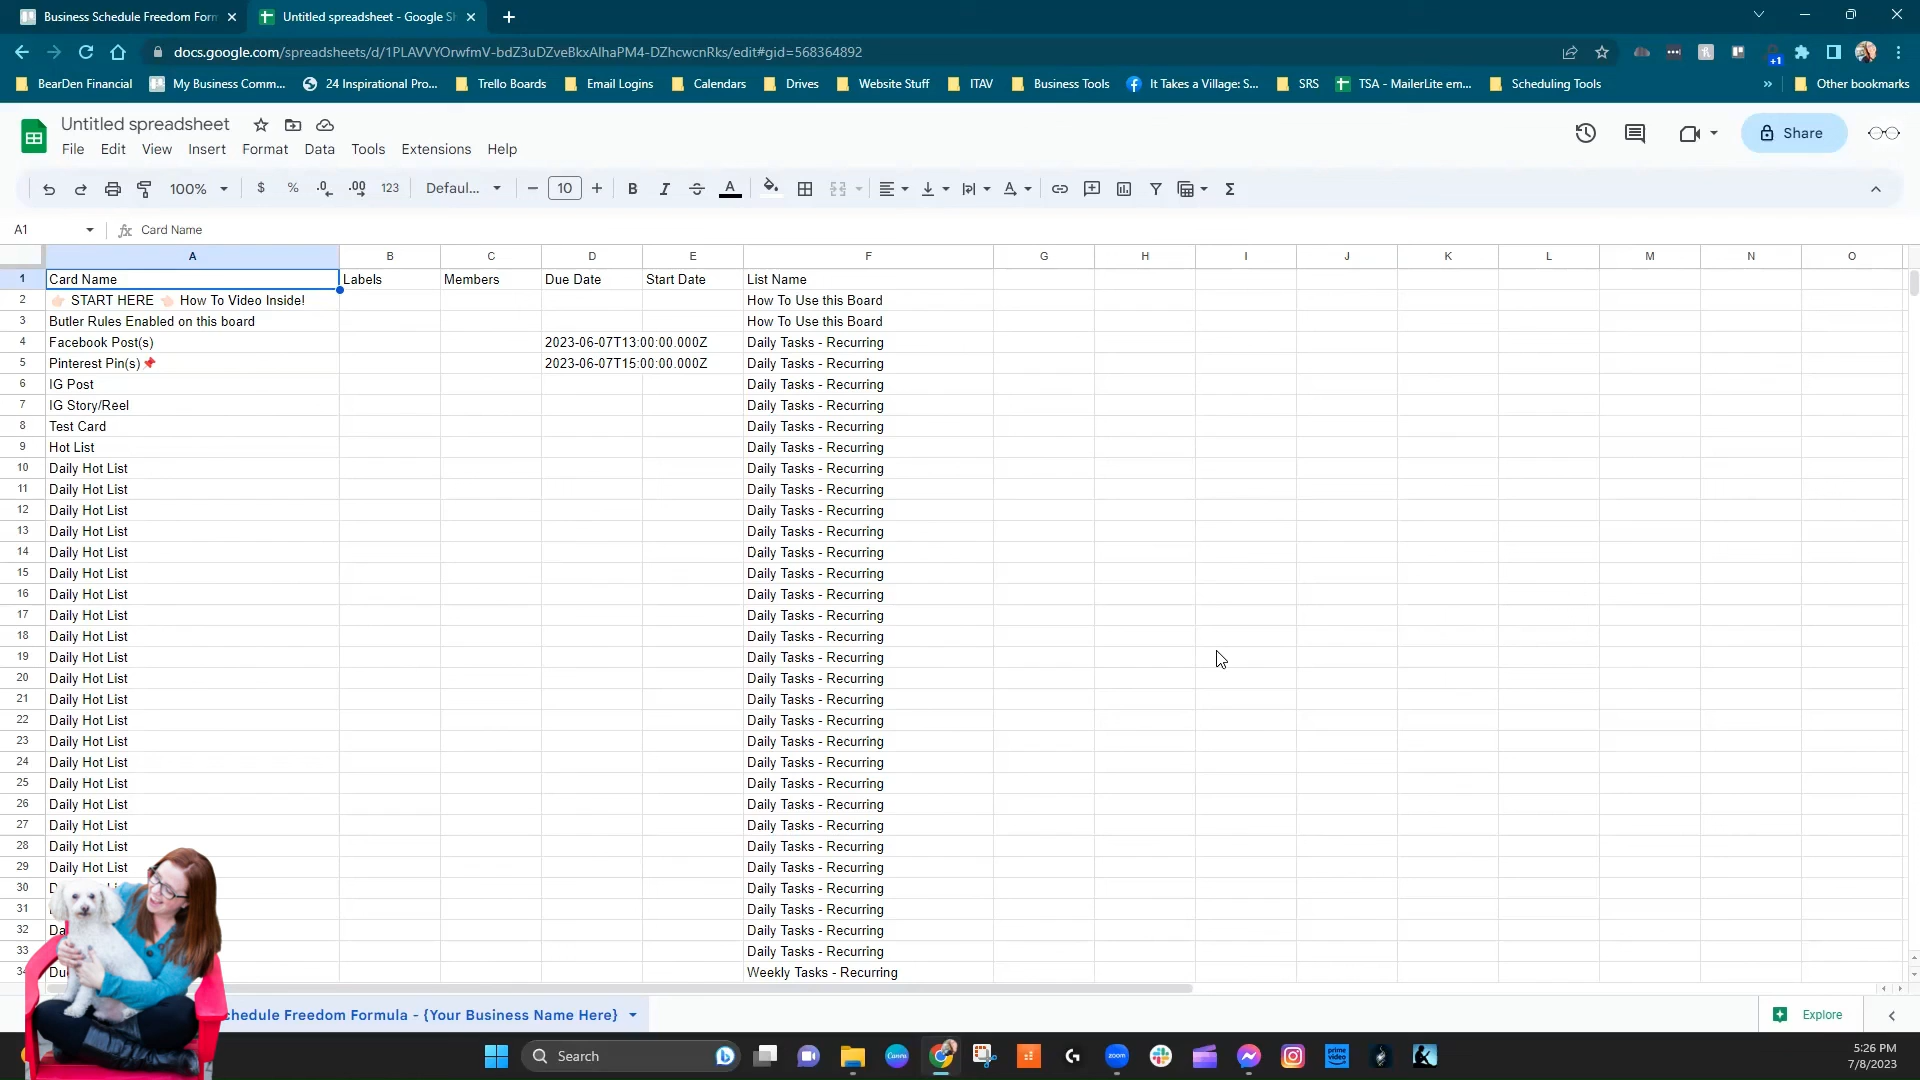 Business Schedule Freedom Form
Untitled spreadsheet - Google Sh
docs.google.com/spreadsheets/d/1PLAVVYOrwfmV-bdZ3uDZveBkxAlhaPM4-DZhcwcnRks/edit#gid=568364892
+1
BearDen Financial
My Business Comm...
24 Inspirational Pro...
Trello Boards
Email Logins
Calendars
Drives
Website Stuff
ITAV
Business Tools
It Takes a Village: S...
SRS
TSA - MailerLite em...
Scheduling Tools
»
Other bookmarks
Untitled spreadsheet
File Edit View Insert Format Data Tools Extensions Help
Share
100% $ % .0 .00 123 Defaul... − 10 + B I S A Σ
A1 fx Card Name
A B C D E F G H I J K L M N O
1 Card Name Labels Members Due Date Start Date List Name
2 👉🏻 START HERE 👈🏻 How To Video Inside! How To Use this Board
3 Butler Rules Enabled on this board How To Use this Board
4 Facebook Post(s) 2023-06-07T13:00:00.000Z Daily Tasks - Recurring
5 Pinterest Pin(s)📌 2023-06-07T15:00:00.000Z Daily Tasks - Recurring
6 IG Post Daily Tasks - Recurring
7 IG Story/Reel Daily Tasks - Recurring
8 Test Card Daily Tasks - Recurring
9 Hot List Daily Tasks - Recurring
10 Daily Hot List Daily Tasks - Recurring
11 Daily Hot List Daily Tasks - Recurring
12 Daily Hot List Daily Tasks - Recurring
13 Daily Hot List Daily Tasks - Recurring
14 Daily Hot List Daily Tasks - Recurring
15 Daily Hot List Daily Tasks - Recurring
16 Daily Hot List Daily Tasks - Recurring
17 Daily Hot List Daily Tasks - Recurring
18 Daily Hot List Daily Tasks - Recurring
19 Daily Hot List Daily Tasks - Recurring
20 Daily Hot List Daily Tasks - Recurring
21 Daily Hot List Daily Tasks - Recurring
22 Daily Hot List Daily Tasks - Recurring
23 Daily Hot List Daily Tasks - Recurring
24 Daily Hot List Daily Tasks - Recurring
25 Daily Hot List Daily Tasks - Recurring
26 Daily Hot List Daily Tasks - Recurring
27 Daily Hot List Daily Tasks - Recurring
28 Daily Hot List Daily Tasks - Recurring
29 Daily Hot List Daily Tasks - Recurring
30 Daily Tasks - Recurring
31 Daily Tasks - Recurring
32 Da Daily Tasks - Recurring
33 Daily Tasks - Recurring
34 Du Weekly Tasks - Recurring
chedule Freedom Formula - {Your Business Name Here}
Explore
Search
Canva
zoom
prime video
5:26 PM
7/8/2023